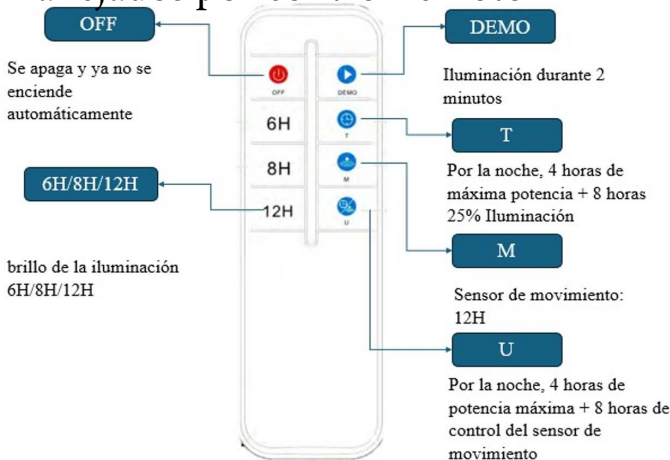 OFF
DEMO
Se apaga y ya no se
enciende
automáticamente
Iluminación durante 2
minutos
OFF
DEMO
6H
T
T
Por la noche, 4 horas de
máxima potencia + 8 horas
25% Iluminación
8H
M
6H/8H/12H
12H
U
M
brillo de la iluminación
6H/8H/12H
Sensor de movimiento:
12H
U
Por la noche, 4 horas de
potencia máxima + 8 horas de
control del sensor de
movimiento